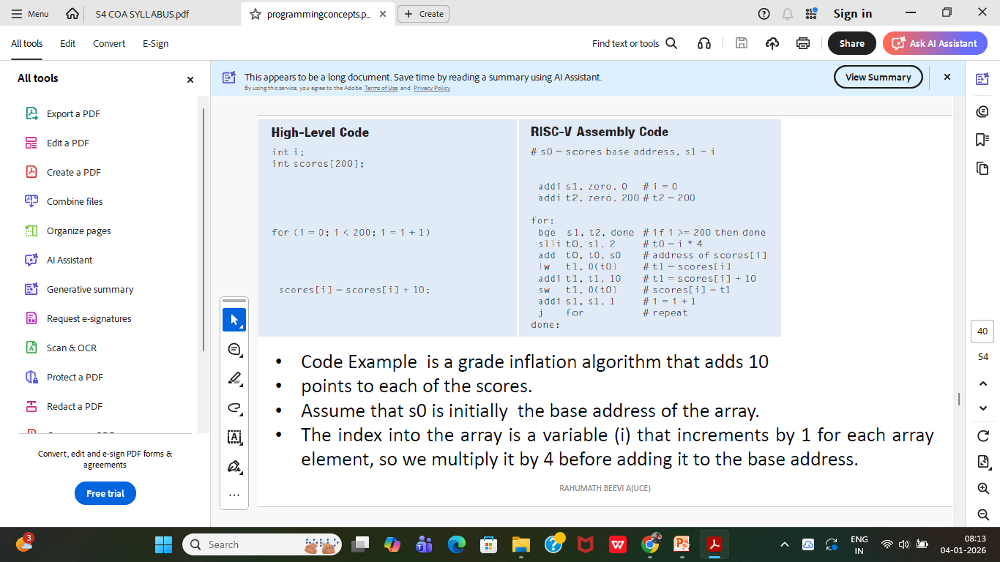 Menu
S4 COA SYLLABUS.pdf
programmingconcepts.p...
Create
Sign in
All tools
Edit
Convert
E-Sign
Find text or tools
Share
Ask AI Assistant
All tools
Export a PDF
Edit a PDF
Create a PDF
Combine files
Organize pages
AI Assistant
Generative summary
Request e-signatures
Scan & OCR
Protect a PDF
Redact a PDF
Convert, edit and e-sign PDF forms &
agreements
Free trial
This appears to be a long document. Save time by reading a summary using AI Assistant.
By using this service, you agree to the Adobe Terms of Use and Privacy Policy
View Summary
High-Level Code
int i;
int scores[200];
for (i = 0; i < 200; i = i + 1)
scores[i] = scores[i] + 10;
RISC-V Assembly Code
# s0 = scores base address, s1 = i
addi s1, zero, 0 # i = 0
addi t2, zero, 200 # t2 = 200
for:
bge s1, t2, done # if i >= 200 then done
slli t0, s1, 2 # t0 = i * 4
add t0, t0, s0 # address of scores[i]
lw t1, 0(t0) # t1 = scores[i]
addi t1, t1, 10 # t1 = scores[i] + 10
sw t1, 0(t0) # scores[i] = t1
addi s1, s1, 1 # i = i + 1
j for # repeat
done:
• Code Example is a grade inflation algorithm that adds 10
• points to each of the scores.
• Assume that s0 is initially the base address of the array.
• The index into the array is a variable (i) that increments by 1 for each array
element, so we multiply it by 4 before adding it to the base address.
RAHUMATH BEEVI A(UCE)
40
54
3
Search
ENG
IN
08:13
04-01-2026